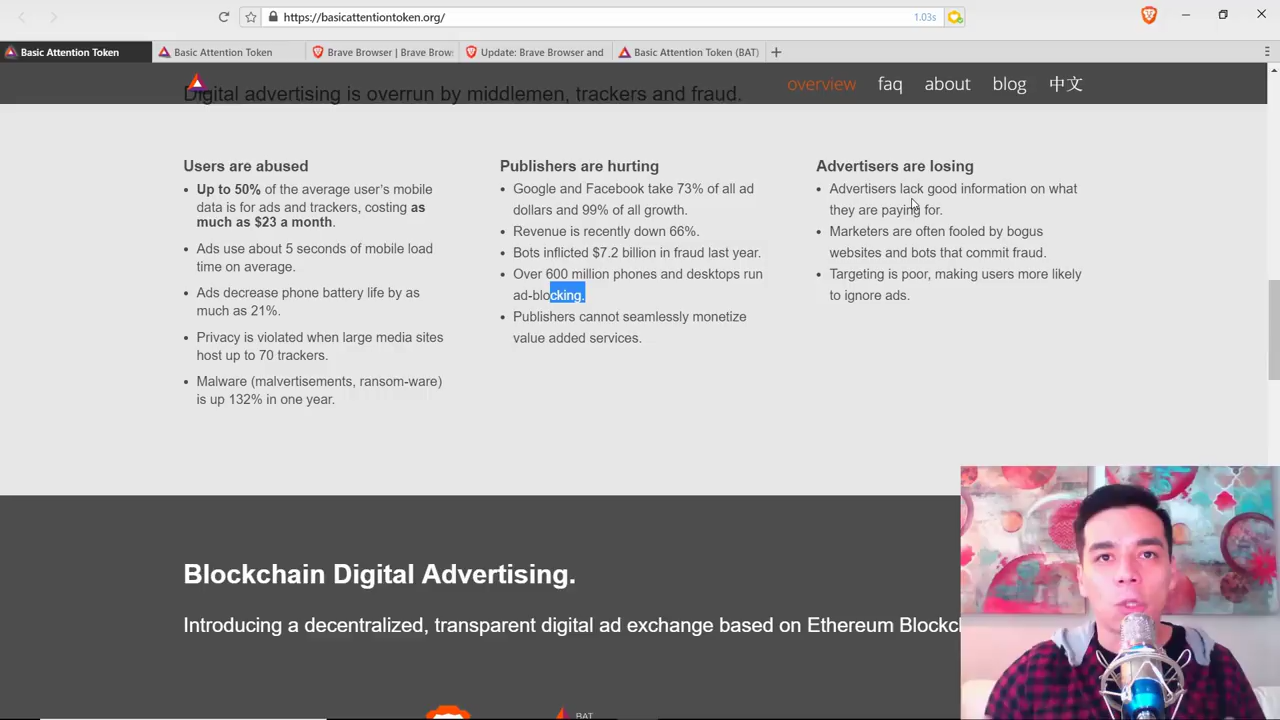 https://basicattentiontoken.org/
1.03s
Basic Attention Token
Basic Attention Token
Brave Browser | Brave Brow
Update: Brave Browser and
Basic Attention Token (BAT)
Digital advertising is overrun by middlemen, trackers and fraud.
overview
faq
about
blog
中文
Users are abused
Up to 50% of the average user's mobile
data is for ads and trackers, costing as
much as $23 a month.
Ads use about 5 seconds of mobile load
time on average.
Ads decrease phone battery life by as
much as 21%.
Privacy is violated when large media sites
host up to 70 trackers.
Malware (malvertisements, ransom-ware)
is up 132% in one year.
Publishers are hurting
Google and Facebook take 73% of all ad
dollars and 99% of all growth.
Revenue is recently down 66%.
Bots inflicted $7.2 billion in fraud last year.
Over 600 million phones and desktops run
ad-blocking.
Publishers cannot seamlessly monetize
value added services.
Advertisers are losing
Advertisers lack good information on what
they are paying for.
Marketers are often fooled by bogus
websites and bots that commit fraud.
Targeting is poor, making users more likely
to ignore ads.
Blockchain Digital Advertising.
Introducing a decentralized, transparent digital ad exchange based on Ethereum Blockc
BAT